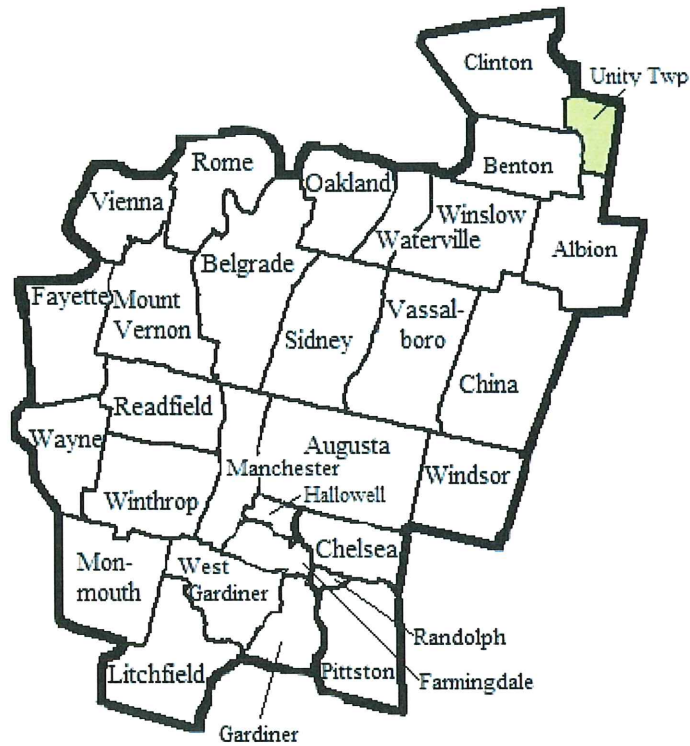 Clinton
Unity Twp
Rome
Oakland
Benton
Vienna
Winslow
Waterville
Albion
Belgrade
Fayette
Mount
Vernon
Vassal-
boro
Sidney
China
Readfield
Wayne
Augusta
Manchester
Windsor
Hallowell
Winthrop
Chelsea
Mon-
mouth
West
Gardiner
Randolph
Litchfield
Pittston
Farmingdale
Gardiner